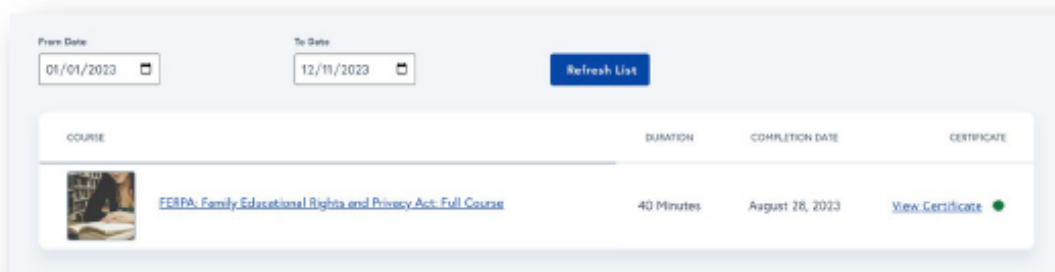 From Date
To Date
01/01/2023
12/11/2023
Refresh List
COURSE DURATION COMPLETION DATE CERTIFICATE
FERPA: Family Educational Rights and Privacy Act: Full Course 40 Minutes August 28, 2023 View Certificate